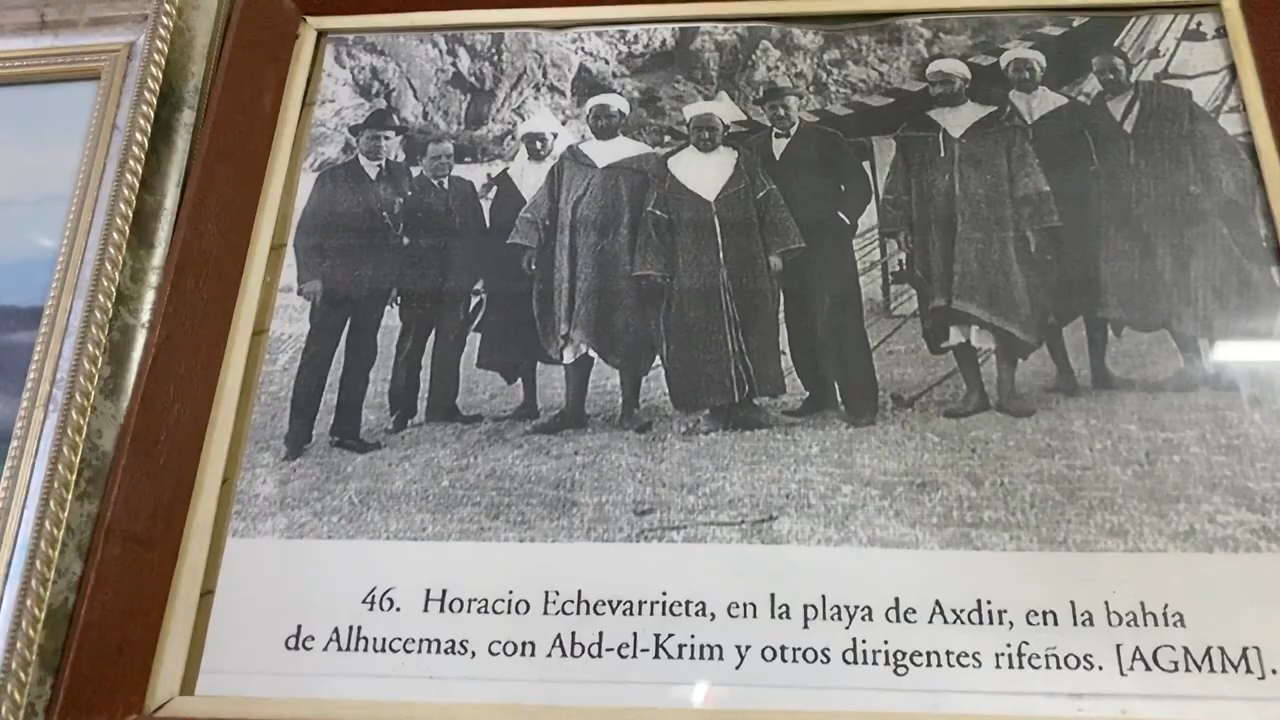 46. Horacio Echevarrieta, en la playa de Axdir, en la bahía
de Alhucemas, con Abd-el-Krim y otros dirigentes rifeños. [AGMM].